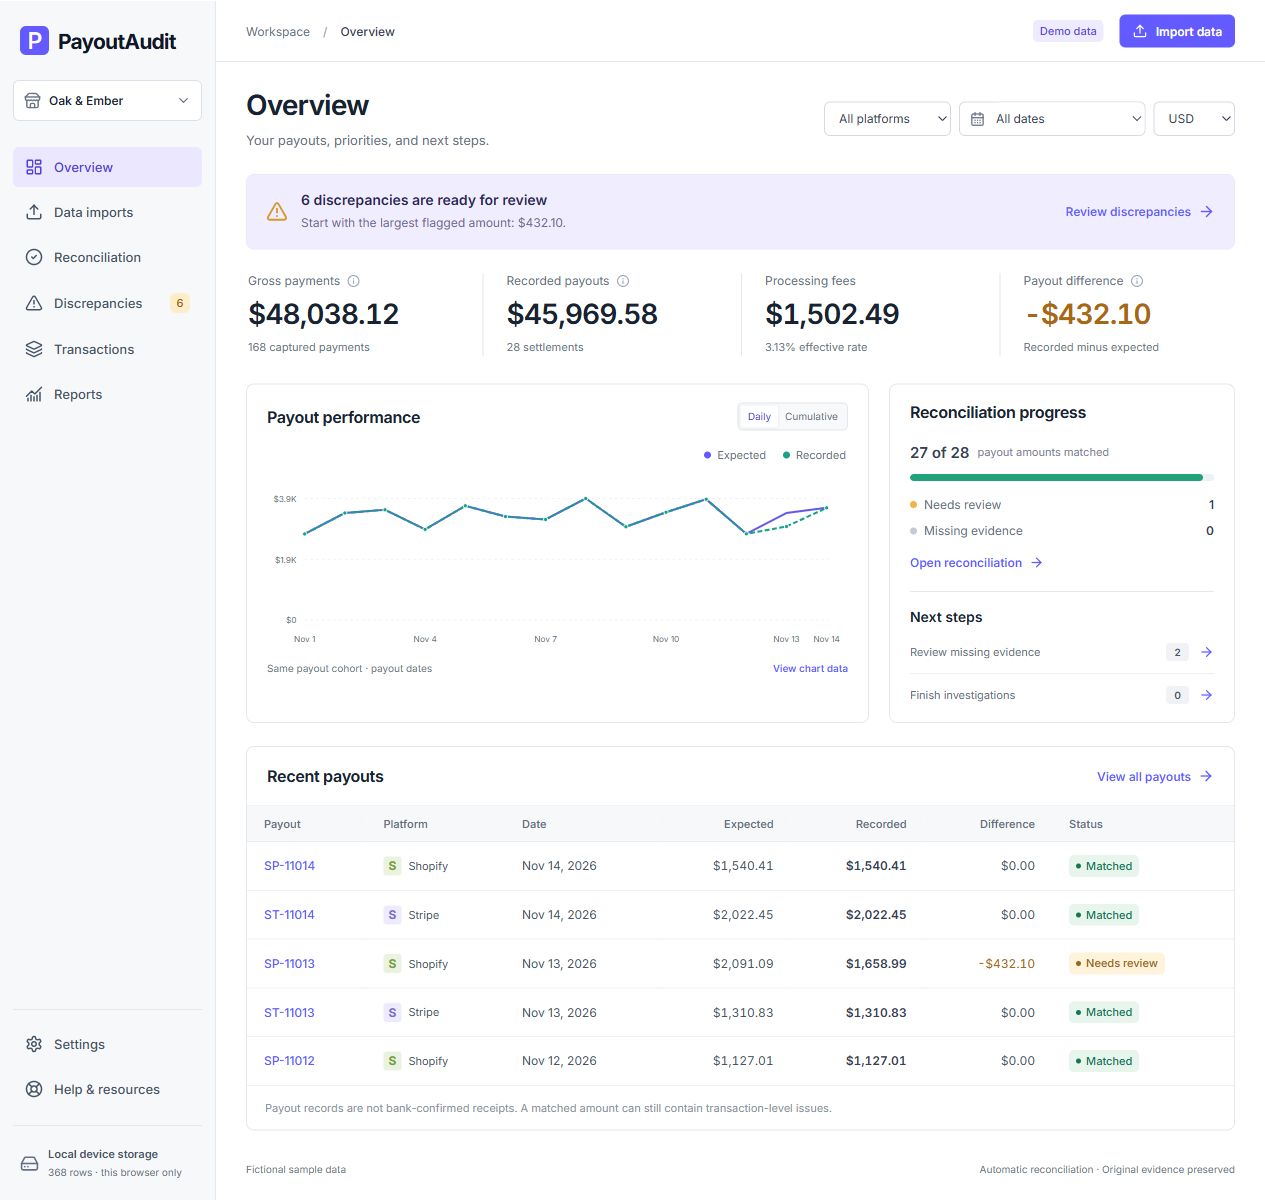 P PayoutAudit
Oak & Ember
Overview
Data imports
Reconciliation
Discrepancies 6
Transactions
Reports
Settings
Help & resources
Local device storage
368 rows · this browser only
Workspace / Overview
Demo data
Import data
Overview
Your payouts, priorities, and next steps.
All platforms
All dates
USD
6 discrepancies are ready for review
Start with the largest flagged amount: $432.10.
Review discrepancies
Gross payments
$48,038.12
168 captured payments
Recorded payouts
$45,969.58
28 settlements
Processing fees
$1,502.49
3.13% effective rate
Payout difference
-$432.10
Recorded minus expected
Payout performance
Daily Cumulative
Expected Recorded
$3.9K
$1.9K
$0
Nov 1 Nov 4 Nov 7 Nov 10 Nov 13 Nov 14
Same payout cohort · payout dates
View chart data
Reconciliation progress
27 of 28 payout amounts matched
Needs review 1
Missing evidence 0
Open reconciliation
Next steps
Review missing evidence 2
Finish investigations 0
Recent payouts
View all payouts
Payout Platform Date Expected Recorded Difference Status
SP-11014 S Shopify Nov 14, 2026 $1,540.41 $1,540.41 $0.00 Matched
ST-11014 S Stripe Nov 14, 2026 $2,022.45 $2,022.45 $0.00 Matched
SP-11013 S Shopify Nov 13, 2026 $2,091.09 $1,658.99 -$432.10 Needs review
ST-11013 S Stripe Nov 13, 2026 $1,310.83 $1,310.83 $0.00 Matched
SP-11012 S Shopify Nov 12, 2026 $1,127.01 $1,127.01 $0.00 Matched
Payout records are not bank-confirmed receipts. A matched amount can still contain transaction-level issues.
Fictional sample data
Automatic reconciliation · Original evidence preserved